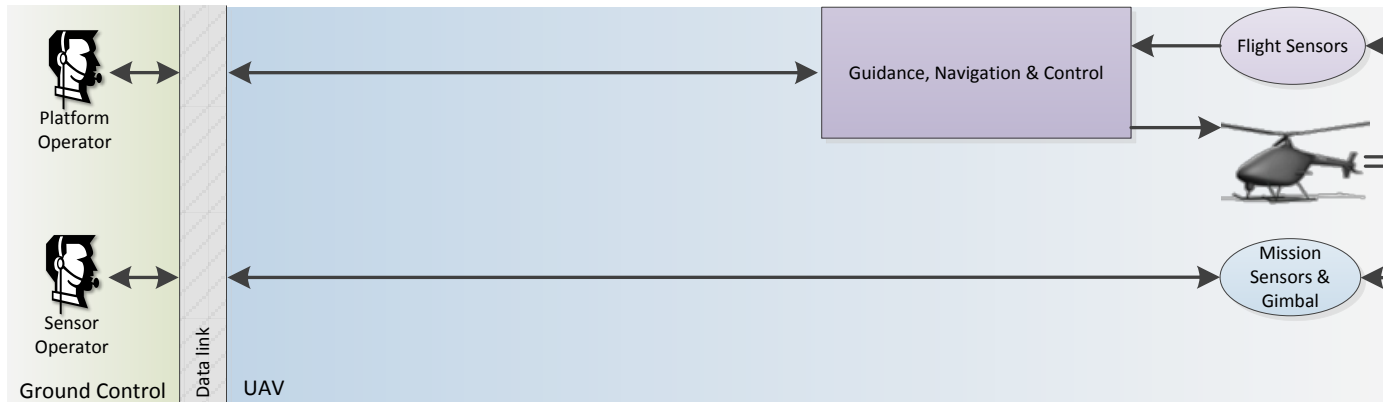 Platform
Operator
Guidance, Navigation & Control
Flight Sensors
Sensor
Operator
Mission
Sensors &
Gimbal
Ground Control
Data link
UAV